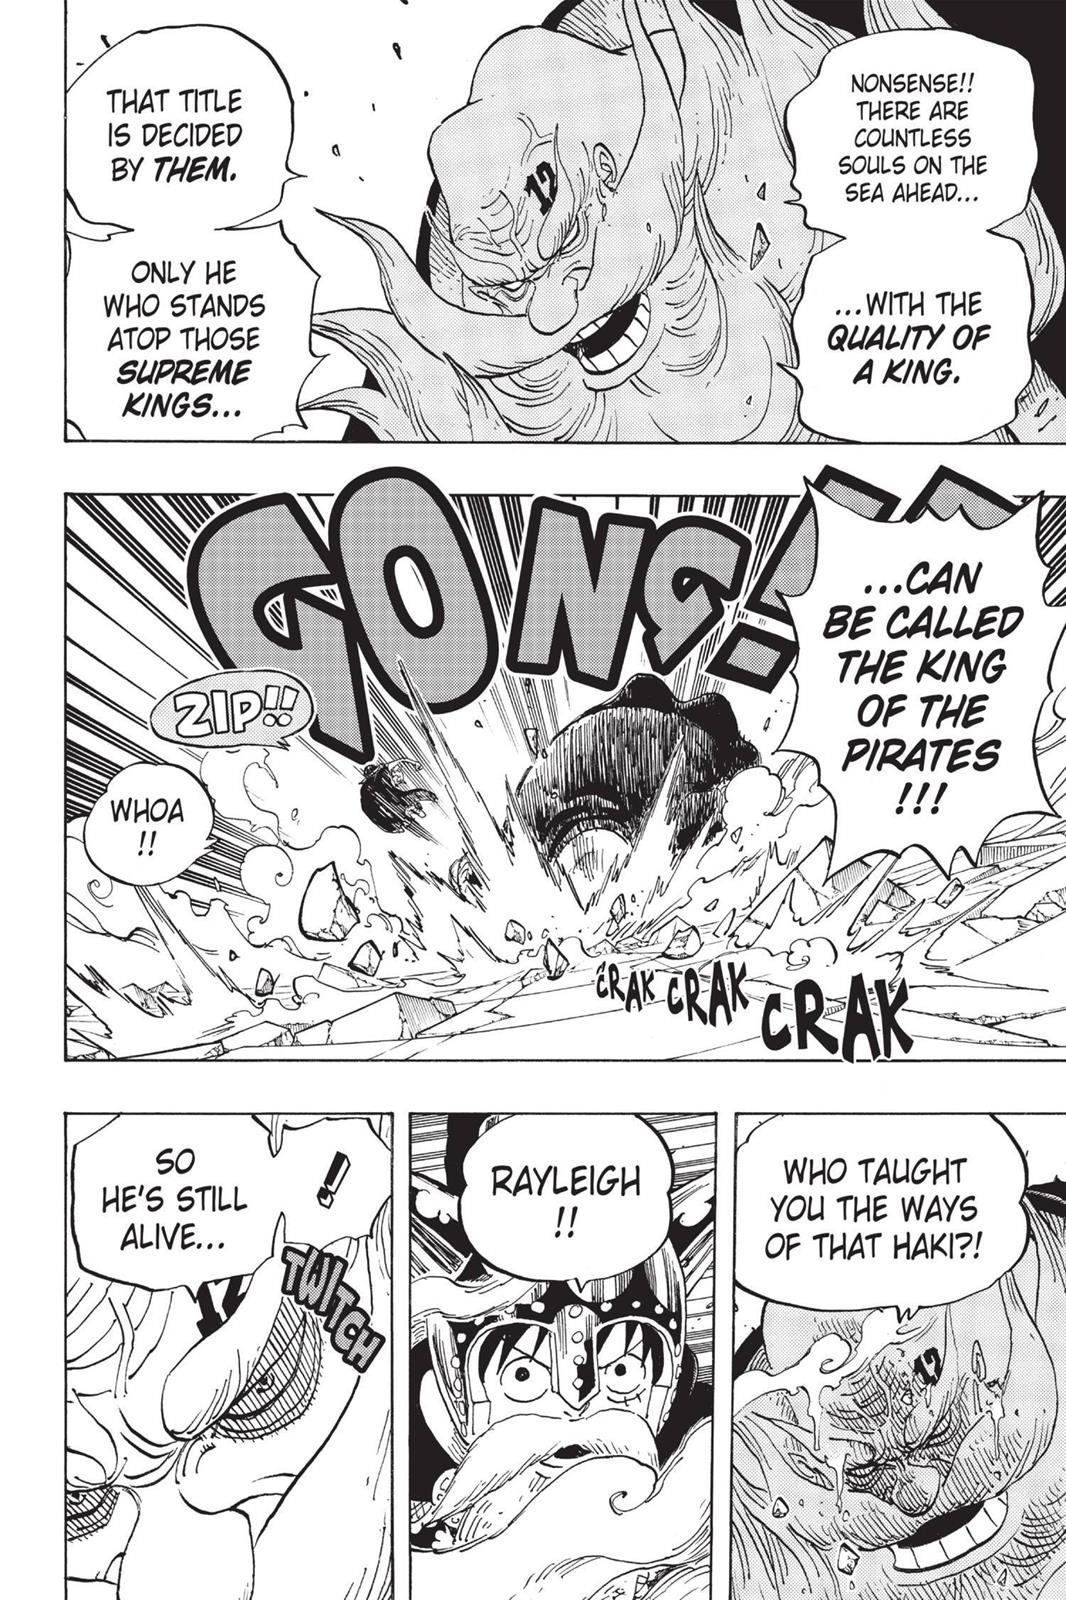 NONSENSE!!
THERE ARE
COUNTLESS
SOULS ON THE
SEA AHEAD...
...WITH THE
QUALITY OF
A KING.
12
THAT TITLE
IS DECIDED
BY THEM.
ONLY HE
WHO STANDS
ATOP THOSE
SUPREME
KINGS...
...CAN
BE CALLED
THE KING
OF THE
PIRATES
!!!
GONG!
ZIP!!
WHOA
!!
CRAK CRAK
CRAK
WHO TAUGHT
YOU THE WAYS
OF THAT HAKI?!
12
RAYLEIGH
!!
!
SO
HE'S STILL
ALIVE...
TWITCH